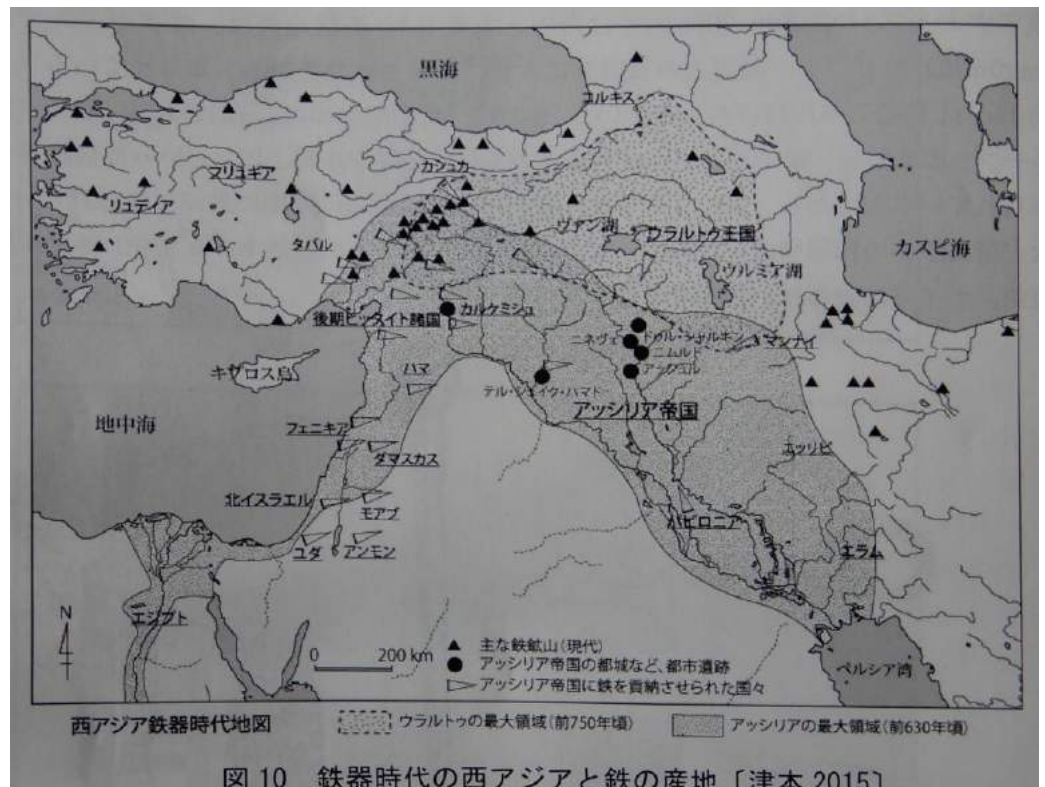 黒海
コルキス
カシュカ
フリュギア
リュディア
ヴァン湖
ウラルトゥ王国
カスピ海
タバル
ウルミア湖
後期ヒッタイト諸国
カルケミシュ
ニネヴェ
ドゥル・シャルキン
マンナイ
ニムルド
アッシュル
キプロス島
ハマ
テル・シェイク・ハマド
アッシリア帝国
地中海
フェニキア
ダマスカス
エッリピ
北イスラエル
モアブ
バビロニア
ユダ
アンモン
エラム
エジプト
N
0 200 km
▲ 主な鉄鉱山(現代)
● アッシリア帝国の都城など、都市遺跡
アッシリア帝国に鉄を貢納させられた国々
ペルシア湾
西アジア鉄器時代地図
ウラルトゥの最大領域(前750年頃)
アッシリアの最大領域(前630年頃)
図10 鉄器時代の西アジアと鉄の産地〔津本 2015〕